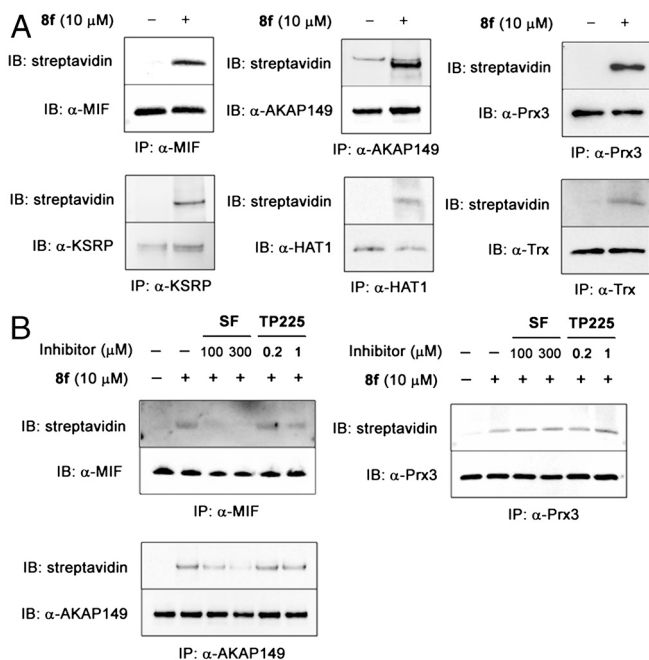 A
8f (10 μM) – +
IB: streptavidin
IB: α-MIF
IP: α-MIF
8f (10 μM) – +
IB: streptavidin
IB: α-AKAP149
IP: α-AKAP149
8f (10 μM) – +
IB: streptavidin
IB: α-Prx3
IP: α-Prx3
IB: streptavidin
IB: α-KSRP
IP: α-KSRP
IB: streptavidin
IB: α-HAT1
IP: α-HAT1
IB: streptavidin
IB: α-Trx
IP: α-Trx
B
SF TP225
Inhibitor (μM) – – 100 300 0.2 1
8f (10 μM) – + + + + +
IB: streptavidin
IB: α-MIF
IP: α-MIF
SF TP225
Inhibitor (μM) – – 100 300 0.2 1
8f (10 μM) – + + + + +
IB: streptavidin
IB: α-Prx3
IP: α-Prx3
IB: streptavidin
IB: α-AKAP149
IP: α-AKAP149